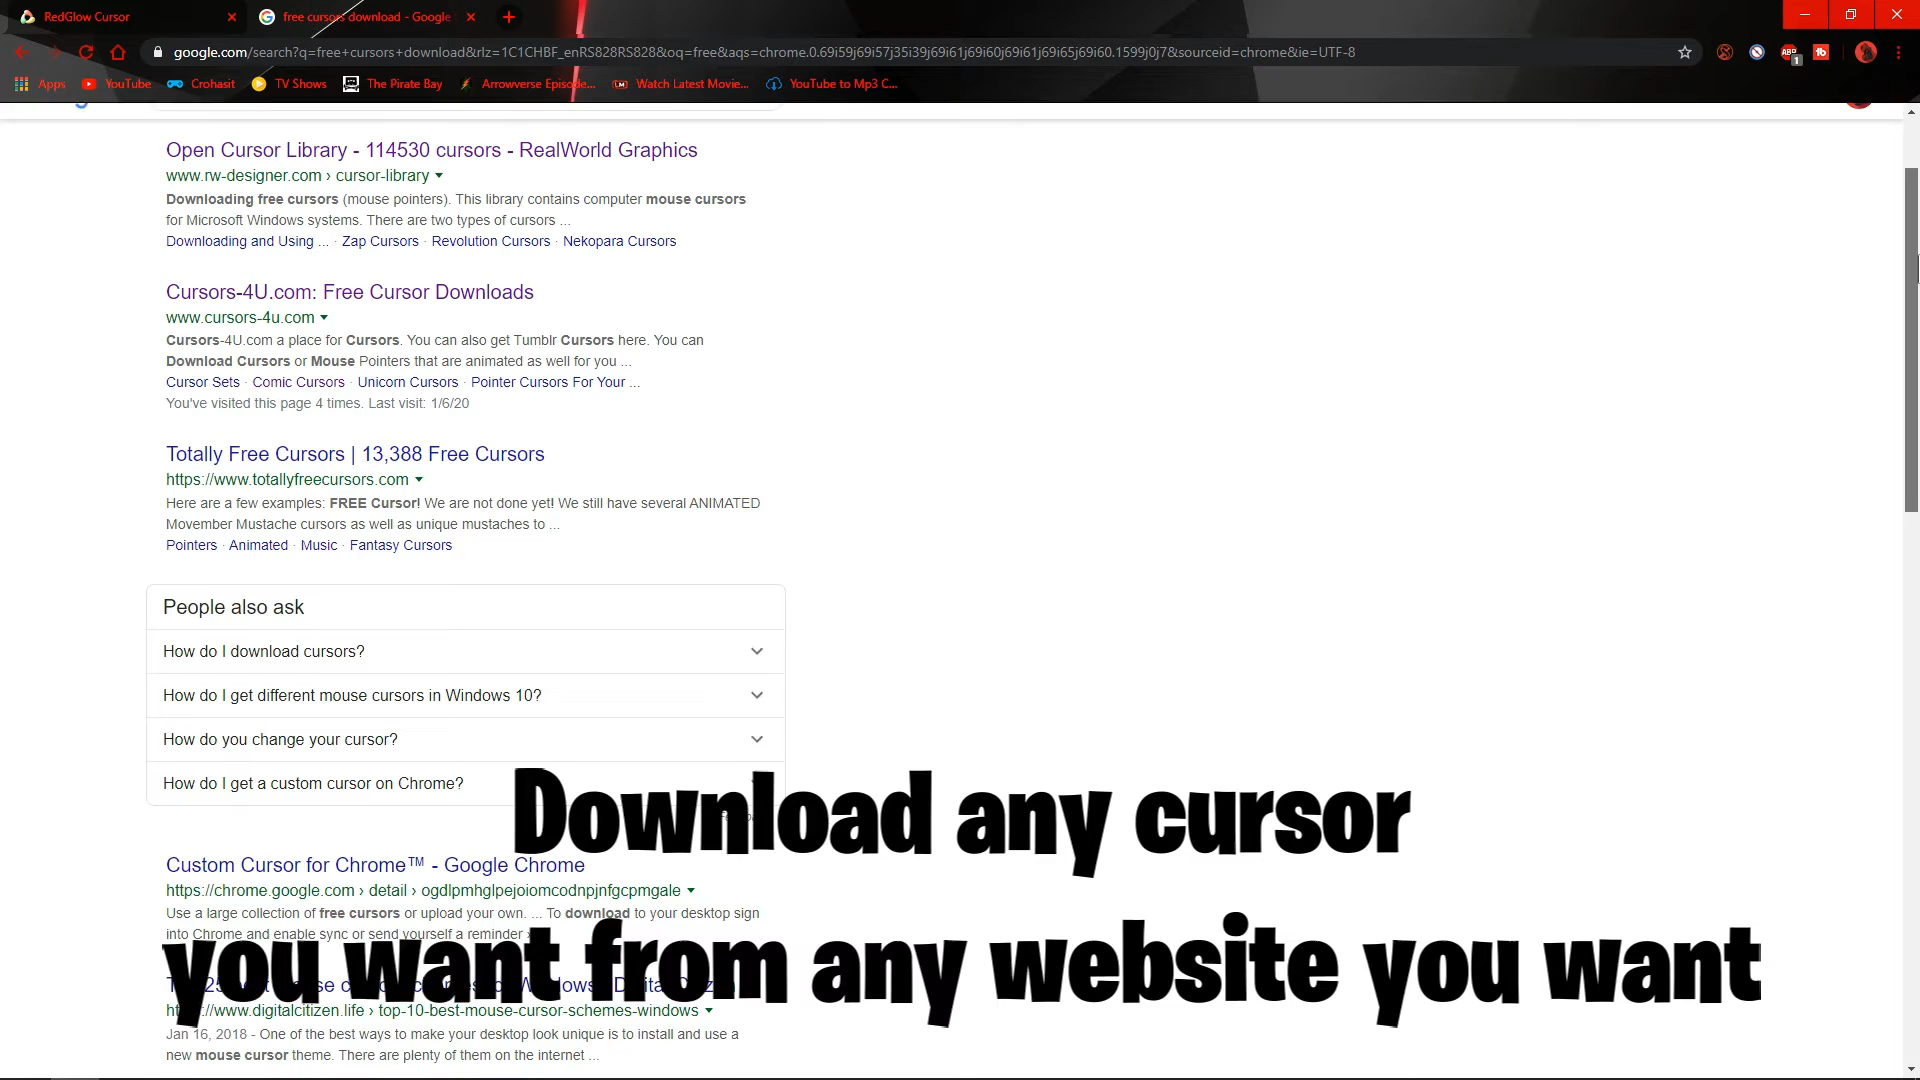 RedGlow Cursor
free cursors download - Google
google.com/search?q=free+cursors+download&rlz=1C1CHBF_enRS828RS828&oq=free&aqs=chrome.0.69i59j69i57j35i39j69i61j69i60j69i61j69i65j69i60.1599j0j7&sourceid=chrome&ie=UTF-8
ABP
1
Apps
YouTube
Crohasit
TV Shows
The Pirate Bay
Arrowverse Episode...
LM
Watch Latest Movie...
YouTube to Mp3 C...
Open Cursor Library - 114530 cursors - RealWorld Graphics
www.rw-designer.com › cursor-library
Downloading free cursors (mouse pointers). This library contains computer mouse cursors
for Microsoft Windows systems. There are two types of cursors ...
Downloading and Using ... · Zap Cursors · Revolution Cursors · Nekopara Cursors
Cursors-4U.com: Free Cursor Downloads
www.cursors-4u.com
Cursors-4U.com a place for Cursors. You can also get Tumblr Cursors here. You can
Download Cursors or Mouse Pointers that are animated as well for you ...
Cursor Sets · Comic Cursors · Unicorn Cursors · Pointer Cursors For Your ...
You've visited this page 4 times. Last visit: 1/6/20
Totally Free Cursors | 13,388 Free Cursors
https://www.totallyfreecursors.com
Here are a few examples: FREE Cursor! We are not done yet! We still have several ANIMATED
Movember Mustache cursors as well as unique mustaches to ...
Pointers · Animated · Music · Fantasy Cursors
People also ask
How do I download cursors?
How do I get different mouse cursors in Windows 10?
How do you change your cursor?
How do I get a custom cursor on Chrome?
Download any cursor
Custom Cursor for Chrome™ - Google Chrome
https://chrome.google.com › detail › ogdlpmhglpejoiomcodnpjnfgcpmgale
Use a large collection of free cursors or upload your own. ... To download to your desktop sign
into Chrome and enable sync or send yourself a reminder
you want from any website you want
www.digitalcitizen.life › top-10-best-mouse-cursor-schemes-windows
Jan 16, 2018 - One of the best ways to make your desktop look unique is to install and use a
new mouse cursor theme. There are plenty of them on the internet ...